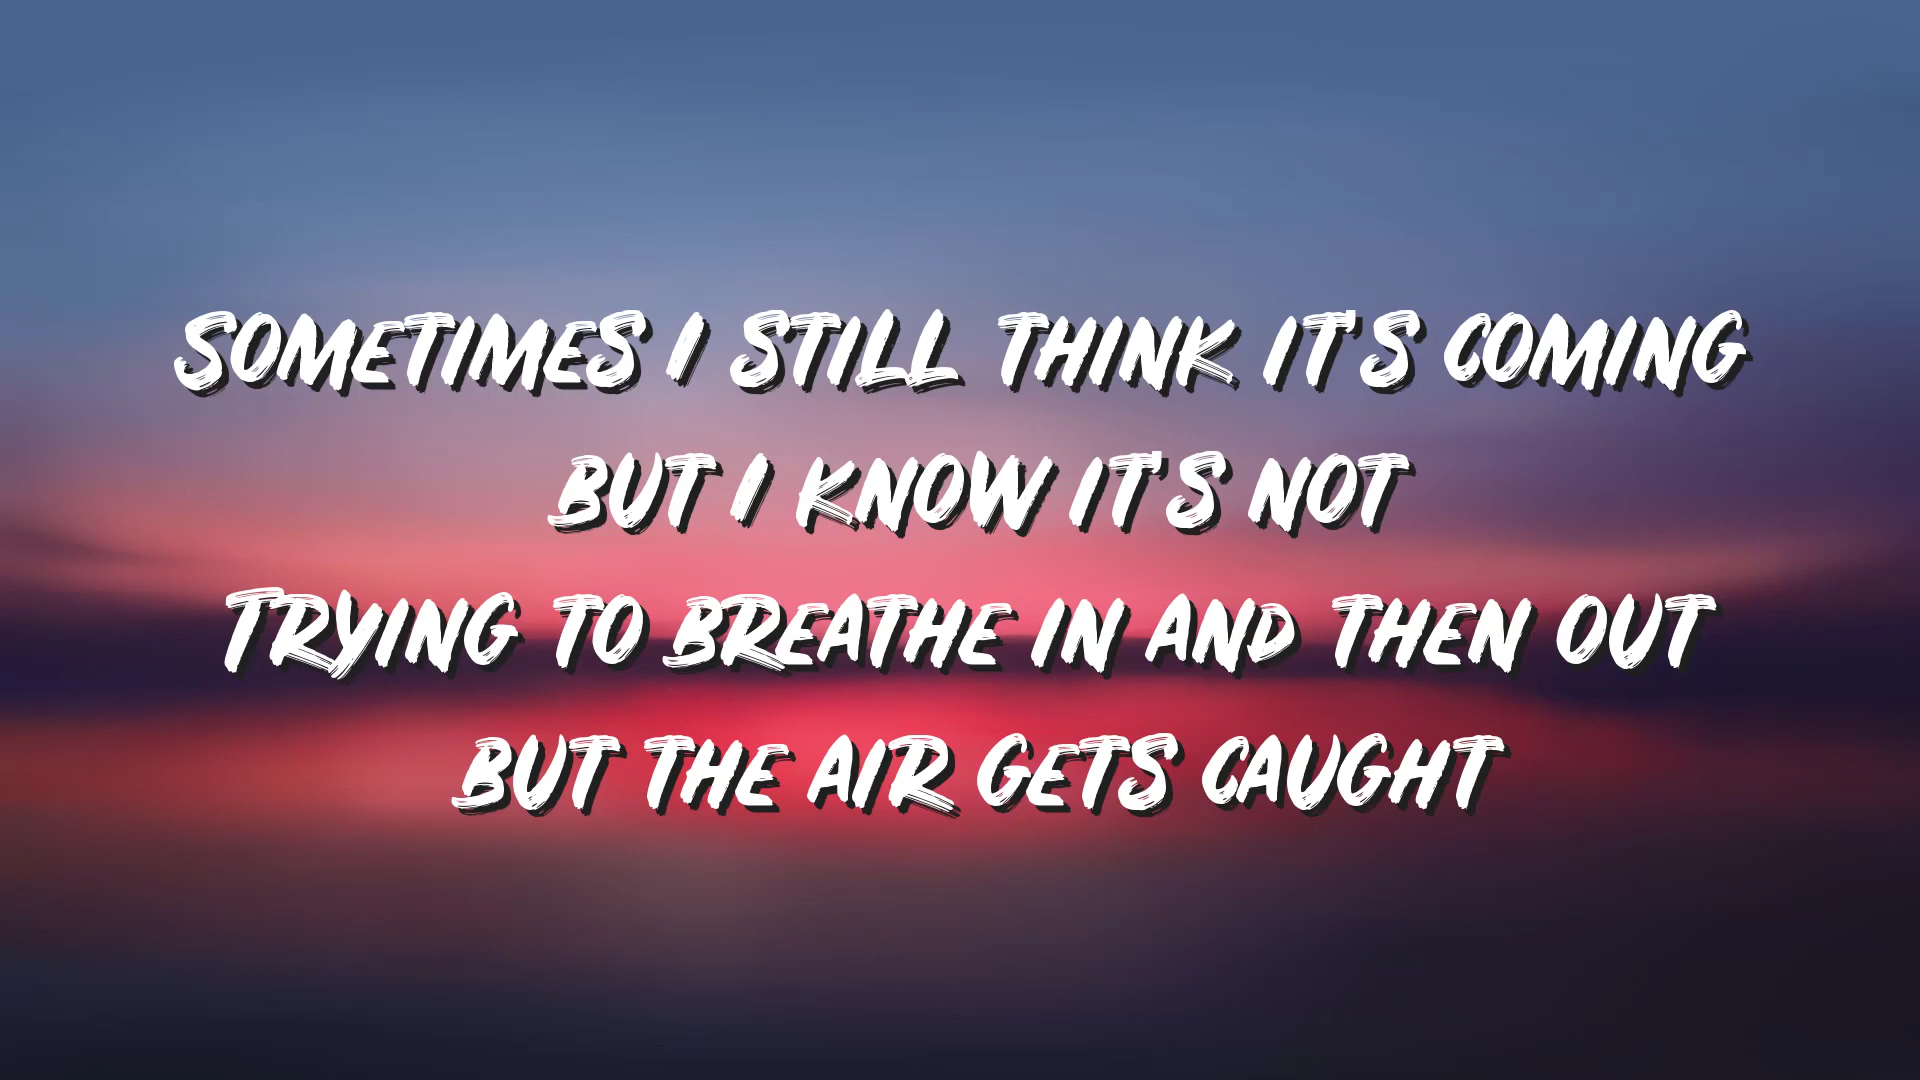 SOMETIMES I STILL THINK IT'S COMING
BUT I KNOW IT'S NOT
TRYING TO BREATHE IN AND THEN OUT
BUT THE AIR GETS CAUGHT